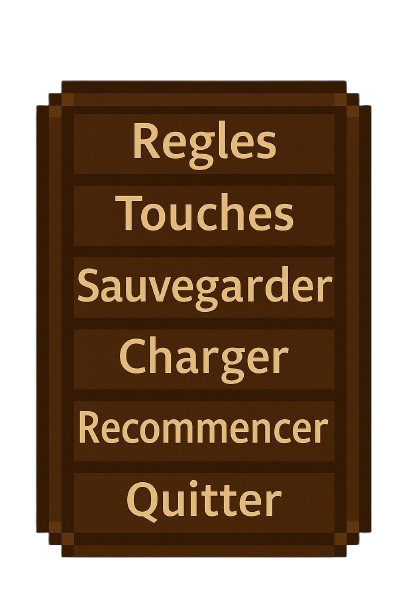 Regles
Touches
Sauvegarder
Charger
Recommencer
Quitter